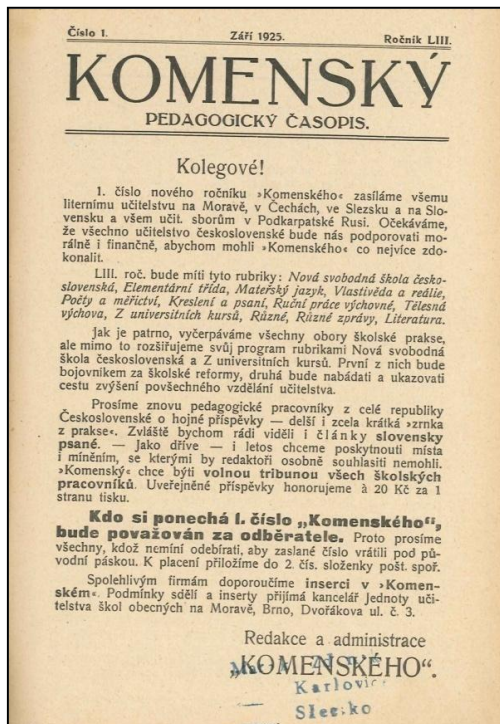 Číslo 1. Září 1925. Ročník LIII.
KOMENSKÝ
PEDAGOGICKÝ ČASOPIS.
Kolegové!
1. číslo nového ročníku »Komenského« zasíláme všemu
literním učitelstvu na Moravě, v Čechách, ve Slezsku a na Slo-
vensku a všem učit. sborům v Podkarpatské Rusi. Očekáváme,
že všechno učitelstvo československé bude nás podporovati mo-
rálně i finančně, abychom mohli »Komenského« co nejvíce zdo-
konalit.
LIII. roč. bude míti tyto rubriky: Nová svobodná škola česko-
slovenská, Elementární třída, Mateřský jazyk, Vlastivěda a reálie,
Počty a měřictví, Kreslení a psaní, Ruční práce výchovné, Tělesná
výchova, Z universitních kursů, Různé, Různé zprávy, Literatura.
Jak je patrno, vyčerpáváme všechny obory školské prakse,
ale mimo to rozšiřujeme svůj program rubrikami Nová svobodná
škola československá a Z universitních kursů. První z nich bude
bojovníkem za školské reformy, druhá bude nabádati a ukazovati
cestu zvýšení povšechného vzdělání učitelstva.
Prosíme znovu pedagogické pracovníky z celé republiky
Československé o hojné příspěvky — delší i zcela krátká »zrnka
z prakse«. Zvláště bychom rádi viděli i články slovensky
psané. — Jako dříve — i letos chceme poskytnouti místa
i míněním, se kterými by redaktoři osobně souhlasiti nemohli.
»Komenský« chce býti volnou tribunou všech školských
pracovníků. Uveřejněné příspěvky honorujeme à 20 Kč za 1
stranu tisku.
Kdo si ponechá I. číslo „Komenského“,
bude považován za odběratele. Proto prosíme
všechny, kdož nemíní odebírati, aby zaslané číslo vrátili pod pů-
vodní páskou. K placení přiložíme do 2. čís. složenky pošt. spoř.
Spolehlivým firmám doporoučíme inserci v »Komen-
ském«. Podmínky sdělí a inserty přijímá kancelář Jednoty uči-
telstva škol obecných na Moravě, Brno, Dvořákova ul. č. 3.
Redakce a administrace
„KOMENSKÉHO“.